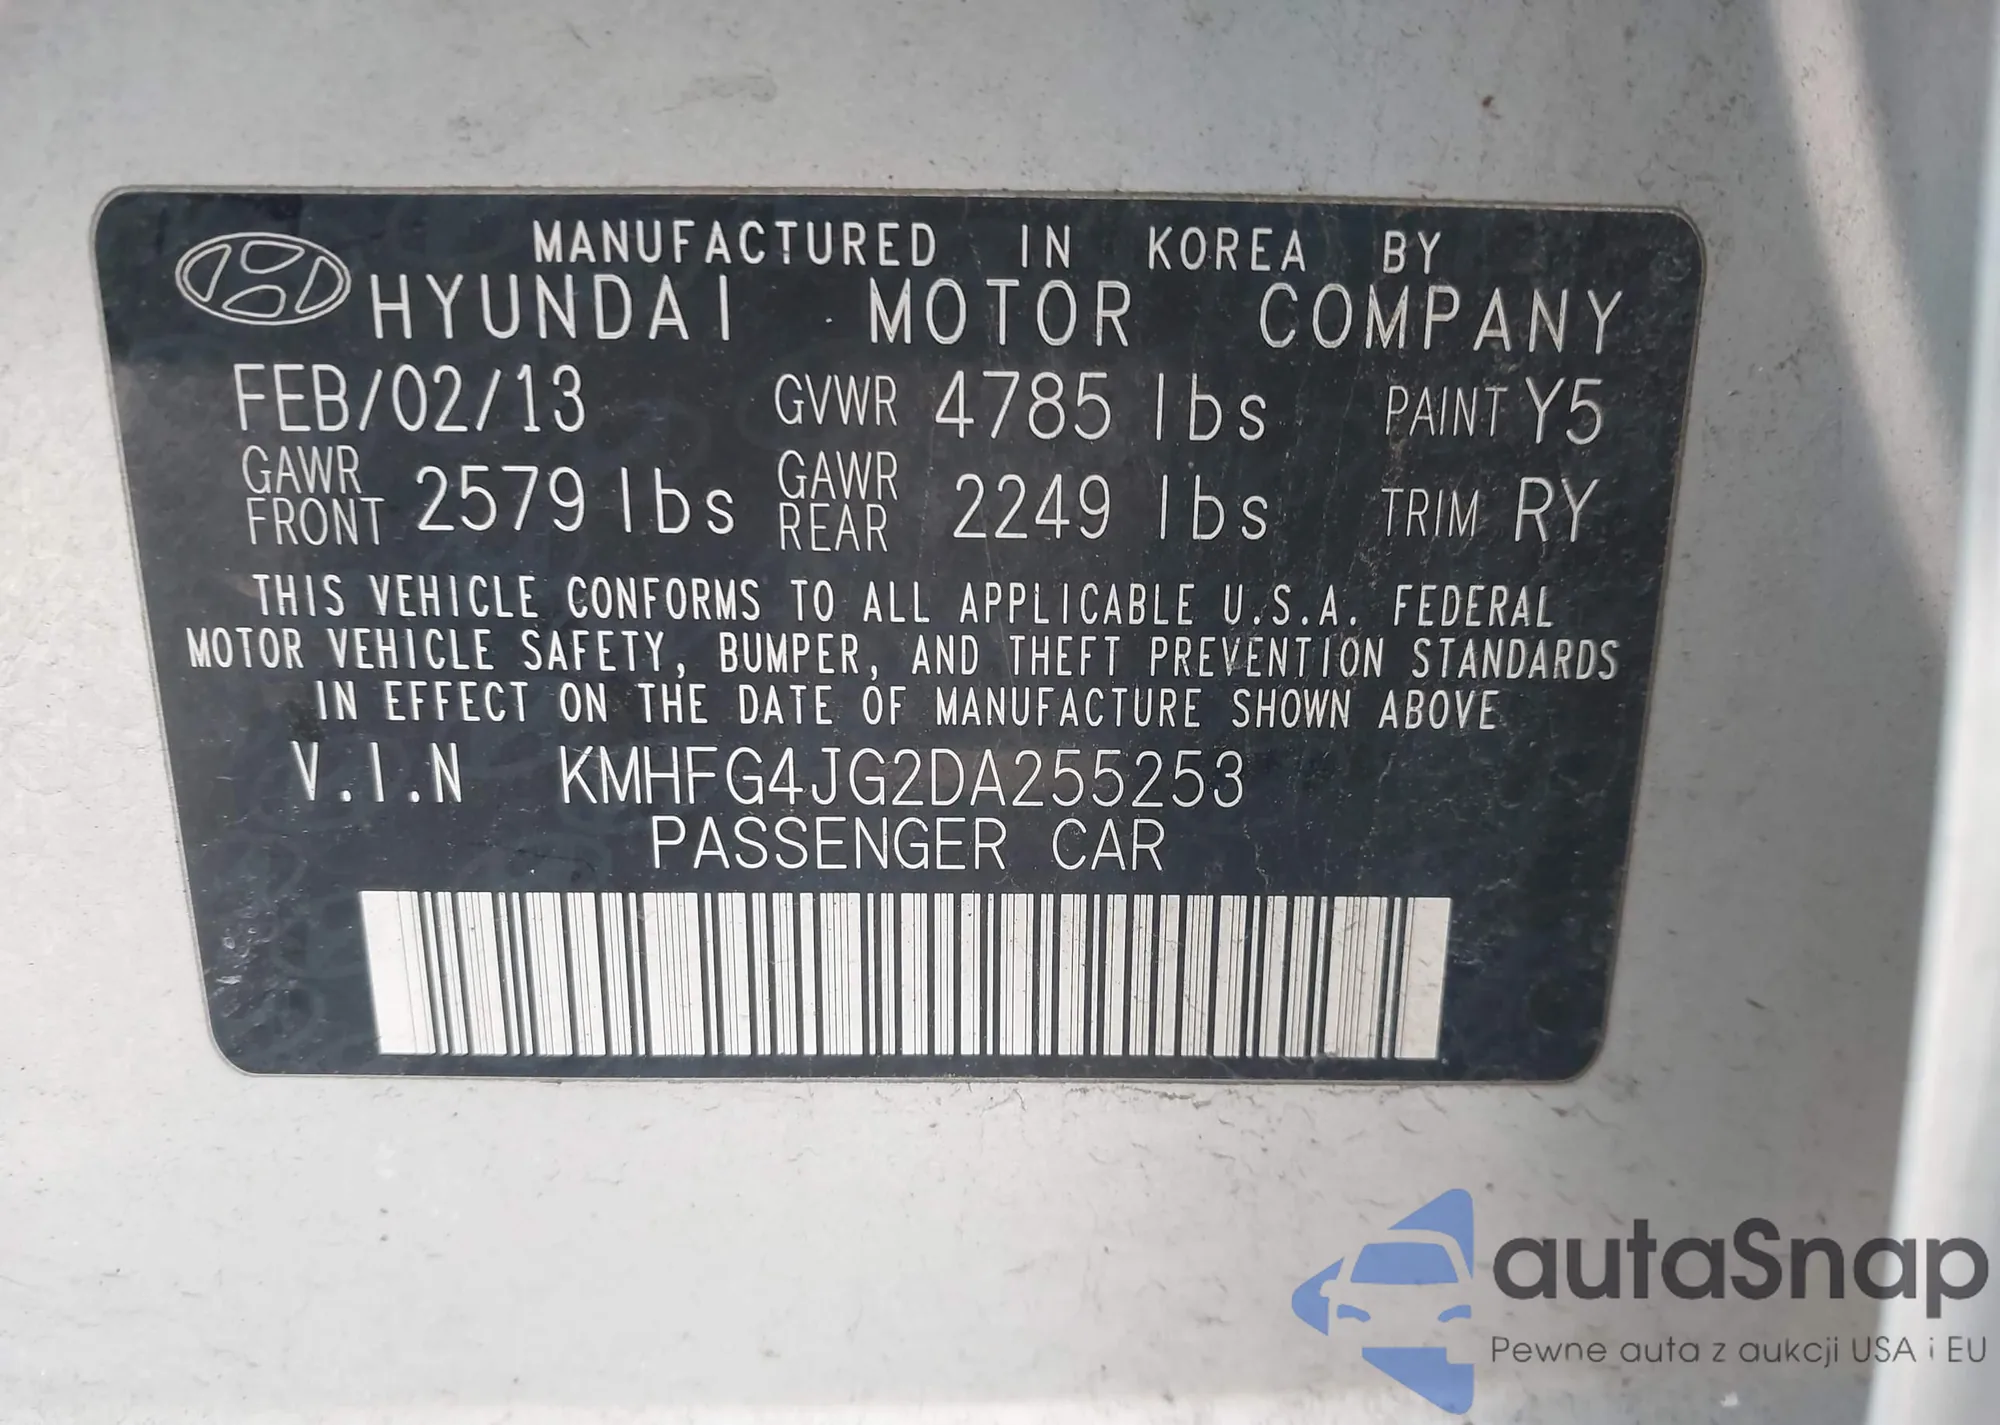 MANUFACTURED IN KOREA BY
HYUNDAI MOTOR COMPANY
FEB/02/13 GVWR 4785 lbs PAINT Y5
GAWR FRONT 2579 lbs GAWR REAR 2249 lbs TRIM RY
THIS VEHICLE CONFORMS TO ALL APPLICABLE U.S.A. FEDERAL
MOTOR VEHICLE SAFETY, BUMPER, AND THEFT PREVENTION STANDARDS
IN EFFECT ON THE DATE OF MANUFACTURE SHOWN ABOVE
V.I.N KMHFG4JG2DA255253
PASSENGER CAR
autaSnap
Pewne auta z aukcji USA i EU